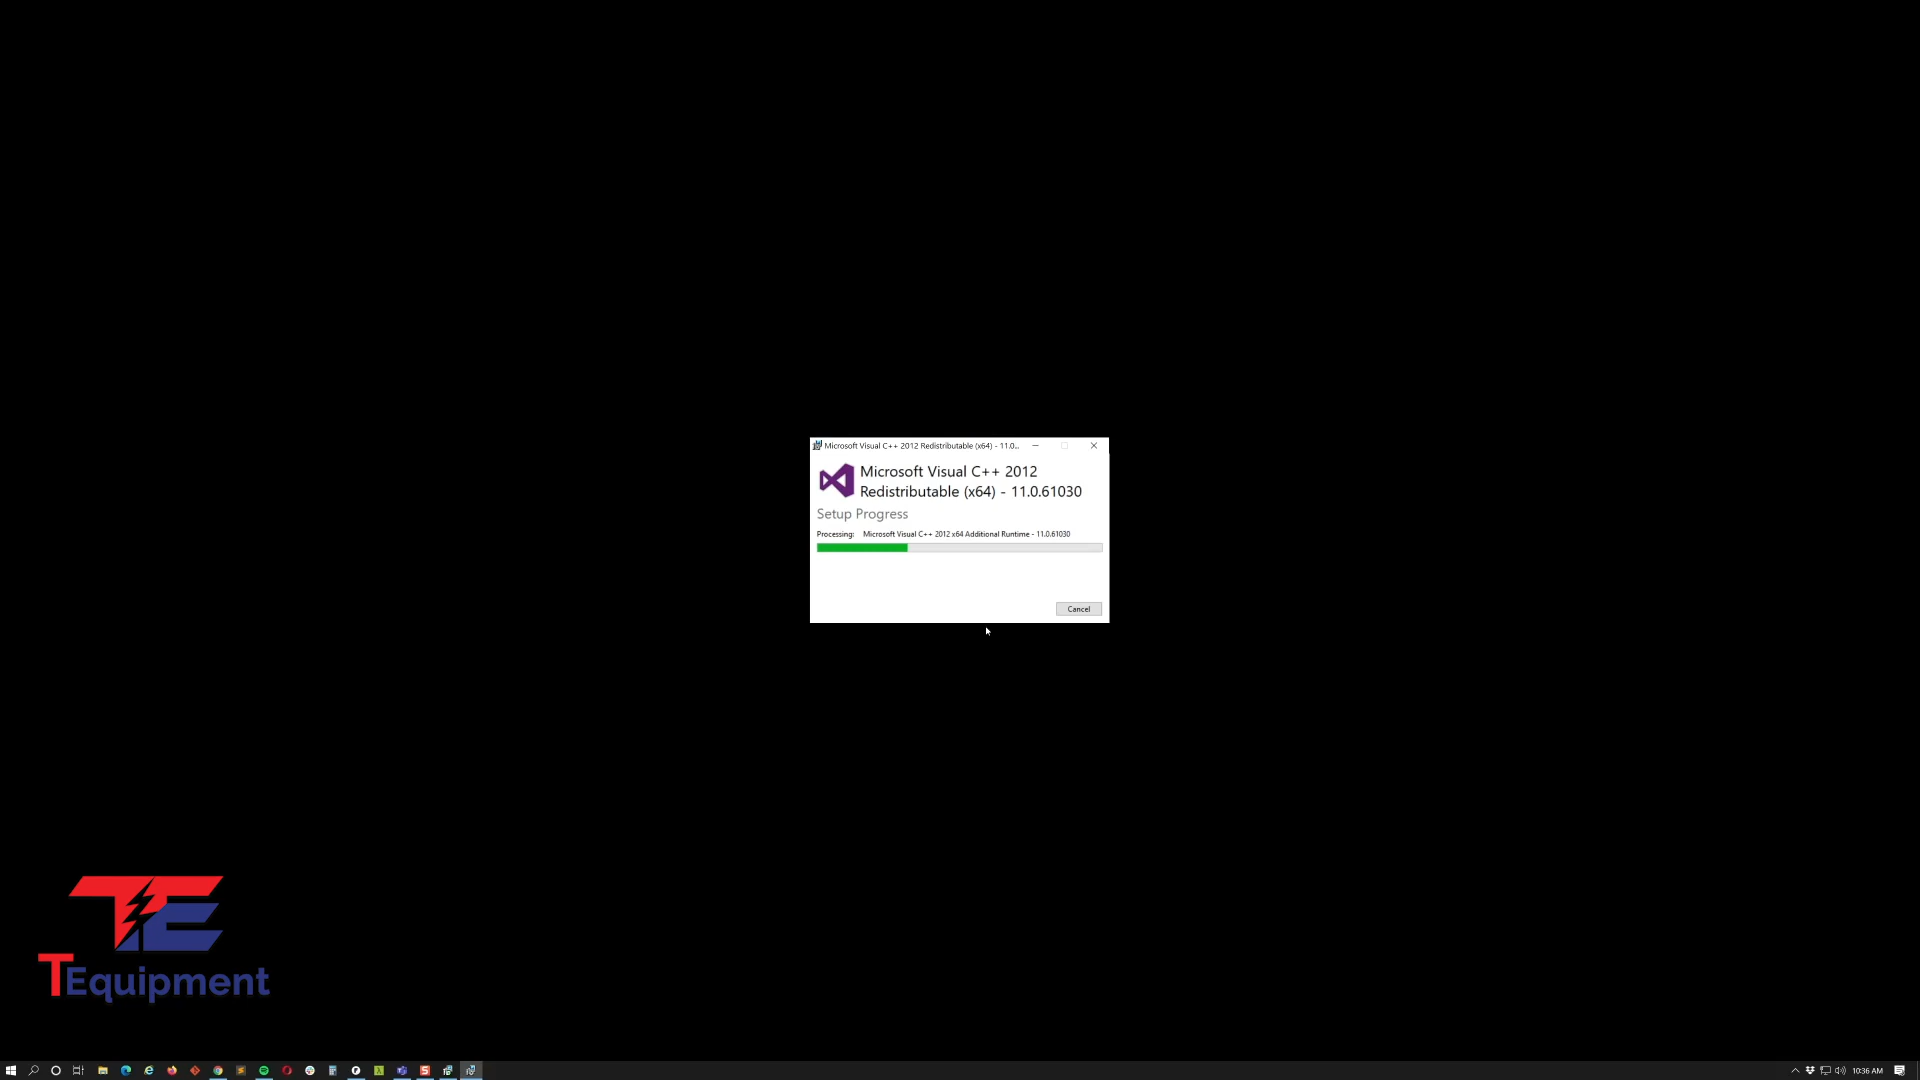 Microsoft Visual C++ 2012 Redistributable (x64) - 11.0...
Microsoft Visual C++ 2012
Redistributable (x64) - 11.0.61030
Setup Progress
Processing: Microsoft Visual C++ 2012 x64 Additional Runtime - 11.0.61030
Cancel
TEquipment
10:36 AM